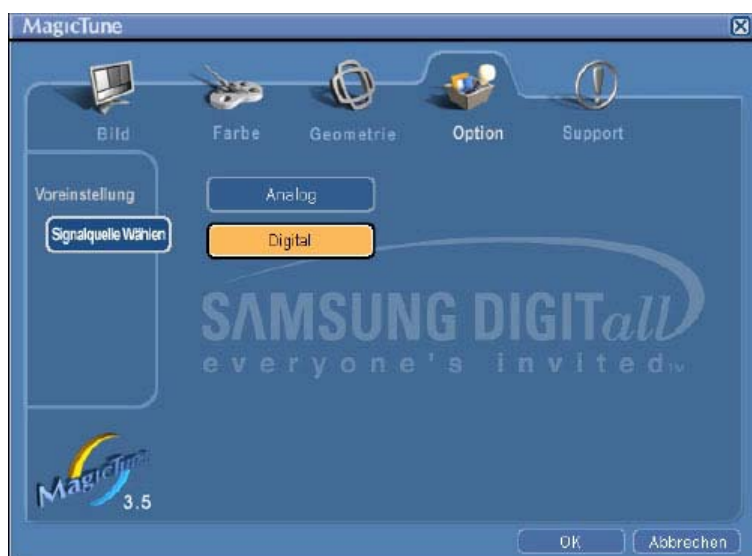 MagicTune
Bild
Farbe
Geometrie
Option
Support
Voreinstellung
Signalquelle Wählen
Analog
Digital
SAMSUNG DIGITall
everyone's invited™
MagicTune
3.5
OK
Abbrechen